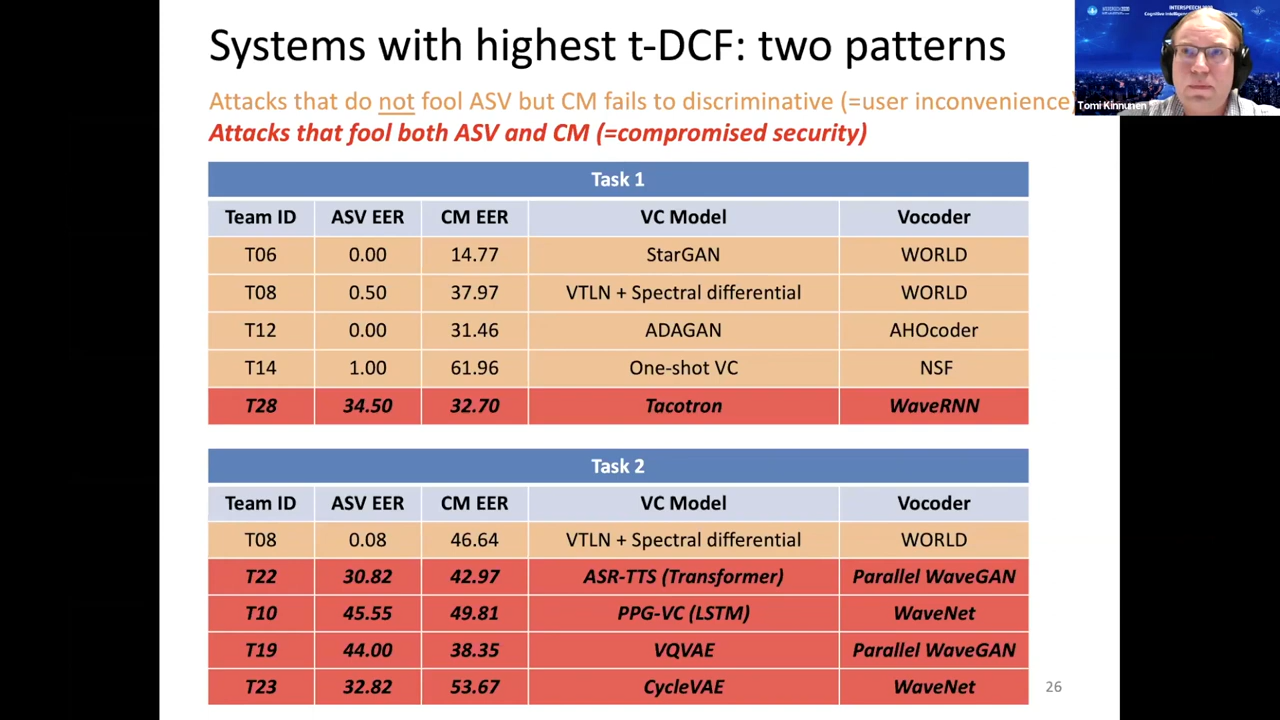 Systems with highest t-DCF: two patterns
Attacks that do not fool ASV but CM fails to discriminative (=user inconvenience)
Attacks that fool both ASV and CM (=compromised security)
Tomi Kinnunen
Task 1
Team ID ASV EER CM EER VC Model Vocoder
T06 0.00 14.77 StarGAN WORLD
T08 0.50 37.97 VTLN + Spectral differential WORLD
T12 0.00 31.46 ADAGAN AHOcoder
T14 1.00 61.96 One-shot VC NSF
T28 34.50 32.70 Tacotron WaveRNN
Task 2
Team ID ASV EER CM EER VC Model Vocoder
T08 0.08 46.64 VTLN + Spectral differential WORLD
T22 30.82 42.97 ASR-TTS (Transformer) Parallel WaveGAN
T10 45.55 49.81 PPG-VC (LSTM) WaveNet
T19 44.00 38.35 VQVAE Parallel WaveGAN
T23 32.82 53.67 CycleVAE WaveNet
26